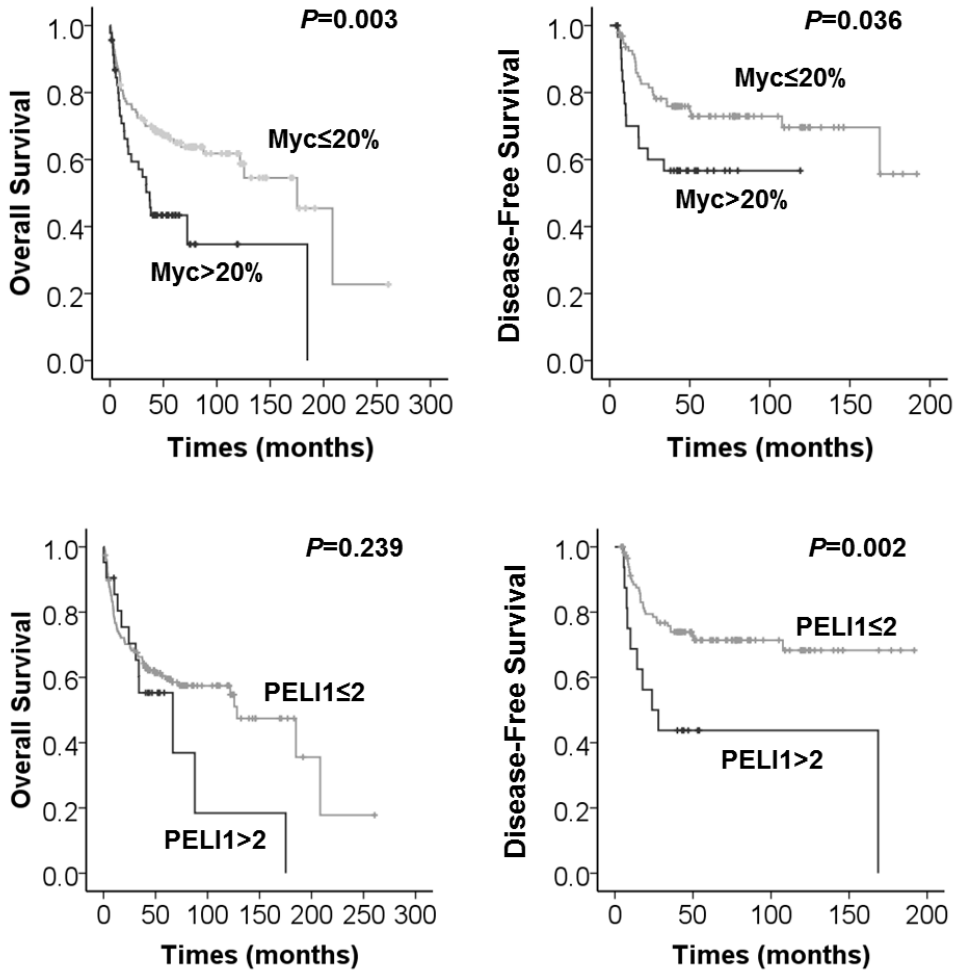 P=0.003
Overall Survival
1.0
0.8
0.6
0.4
0.2
0.0
Myc≤20%
Myc>20%
0 50 100 150 200 250 300
Times (months)
P=0.036
Disease-Free Survival
1.0
0.8
0.6
0.4
0.2
0.0
Myc≤20%
Myc>20%
0 50 100 150 200
Times (months)
P=0.239
Overall Survival
1.0
0.8
0.6
0.4
0.2
0.0
PELI1≤2
PELI1>2
0 50 100 150 200 250 300
Times (months)
P=0.002
Disease-Free Survival
1.0
0.8
0.6
0.4
0.2
0.0
PELI1≤2
PELI1>2
0 50 100 150 200
Times (months)